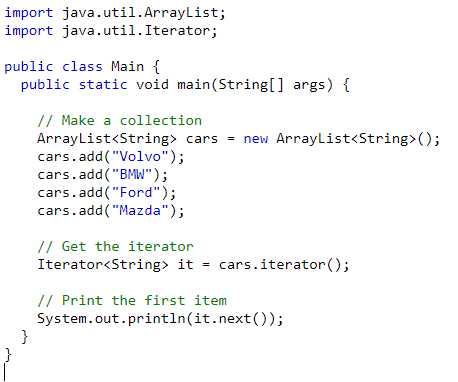 import java.util.ArrayList;
import java.util.Iterator;

public class Main {
  public static void main(String[] args) {

    // Make a collection
    ArrayList<String> cars = new ArrayList<String>();
    cars.add("Volvo");
    cars.add("BMW");
    cars.add("Ford");
    cars.add("Mazda");

    // Get the iterator
    Iterator<String> it = cars.iterator();

    // Print the first item
    System.out.println(it.next());
  }
}